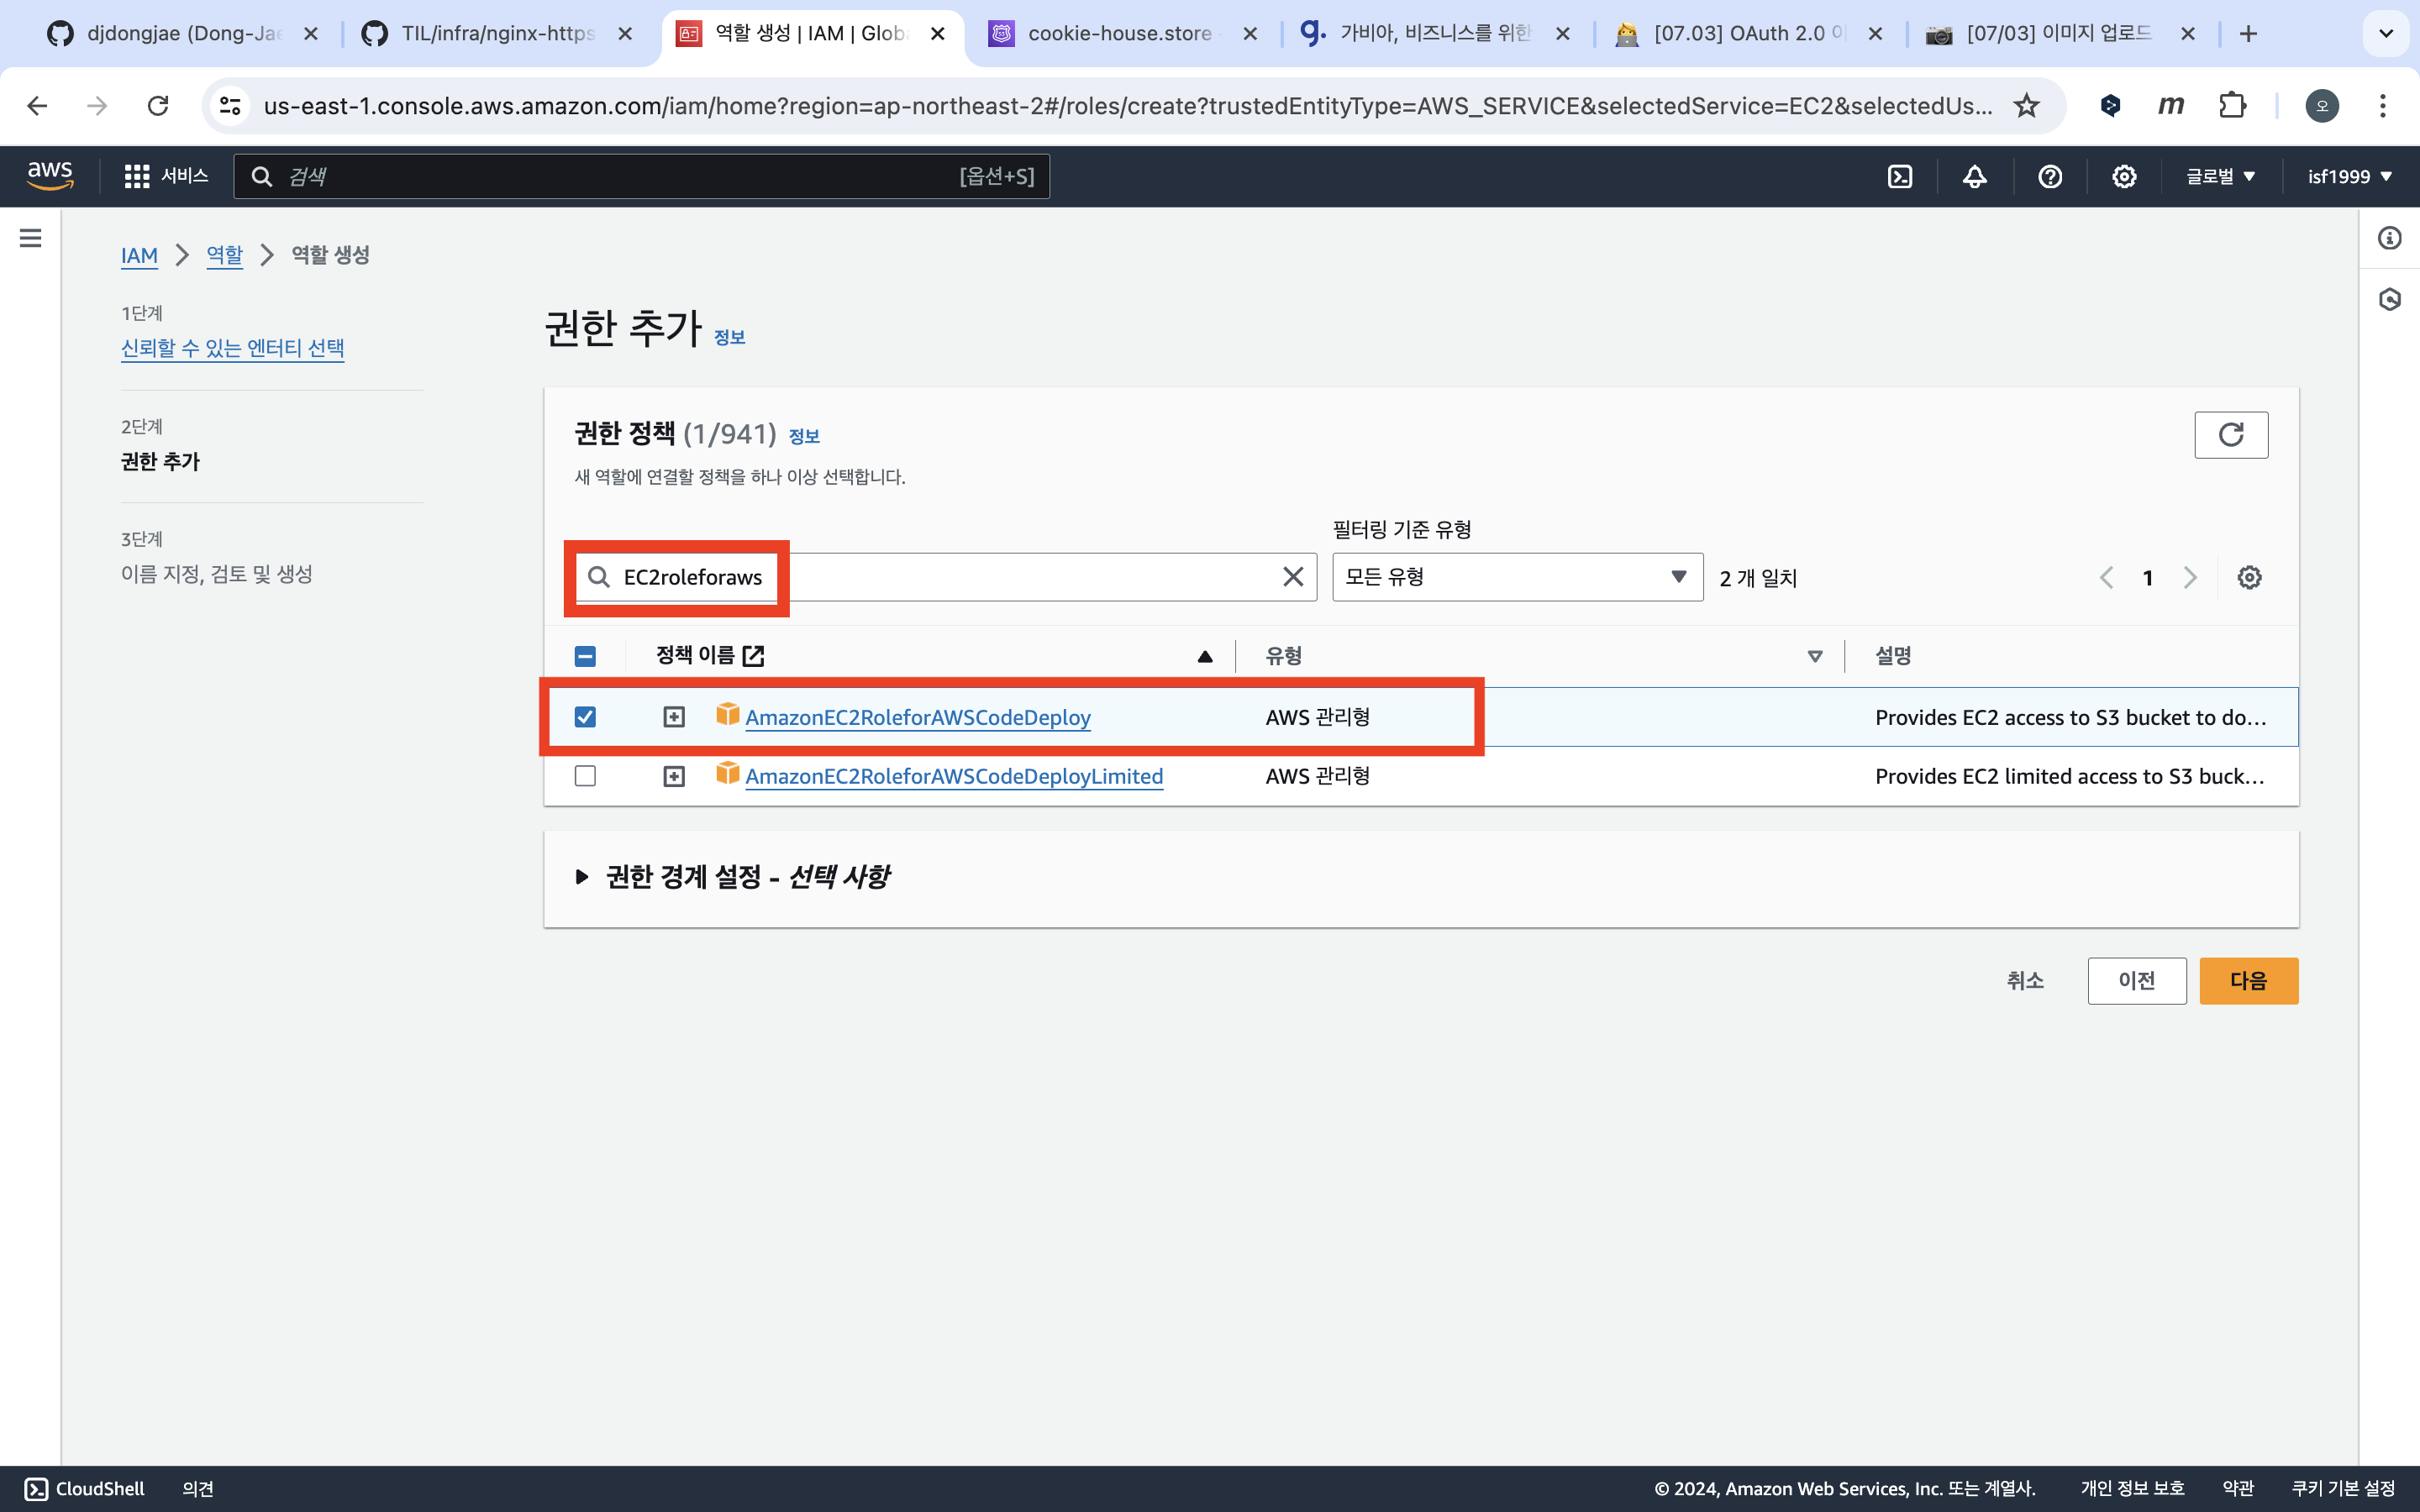 djdongjae (Dong-Jae
TIL/infra/nginx-https
역할 생성 | IAM | Globa
cookie-house.store
g. 가비아, 비즈니스를 위한
[07.03] OAuth 2.0 이
[07/03] 이미지 업로드
us-east-1.console.aws.amazon.com/iam/home?region=ap-northeast-2#/roles/create?trustedEntityType=AWS_SERVICE&selectedService=EC2&selectedUs...
m
오
aws
서비스
검색
[옵션+S]
글로벌
isf1999
IAM
역할
역할 생성
1단계
신뢰할 수 있는 엔터티 선택
2단계
권한 추가
3단계
이름 지정, 검토 및 생성
권한 추가 정보
권한 정책 (1/941) 정보
새 역할에 연결할 정책을 하나 이상 선택합니다.
필터링 기준 유형
EC2roleforaws
모든 유형
2 개 일치
1
정책 이름
유형
설명
AmazonEC2RoleforAWSCodeDeploy
AWS 관리형
Provides EC2 access to S3 bucket to do...
AmazonEC2RoleforAWSCodeDeployLimited
AWS 관리형
Provides EC2 limited access to S3 buck...
권한 경계 설정 - 선택 사항
취소
이전
다음
CloudShell
의견
© 2024, Amazon Web Services, Inc. 또는 계열사.
개인 정보 보호
약관
쿠키 기본 설정